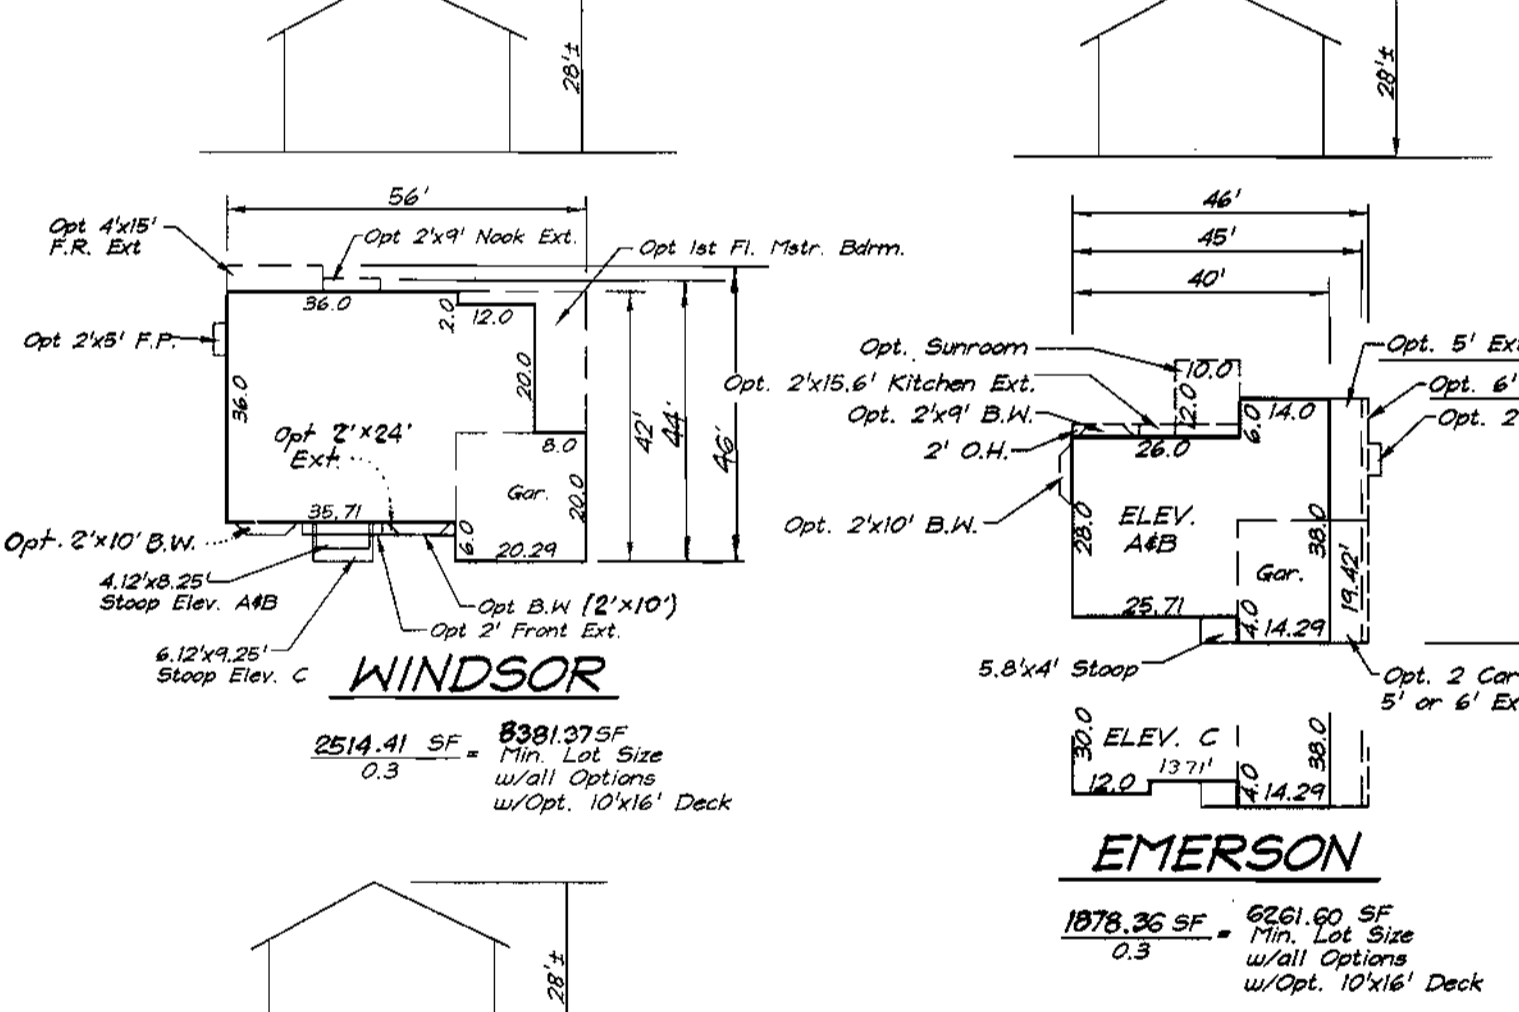 28'±
56'
Opt 4'x15'
F.R. Ext
Opt 2'x9' Nook Ext.
Opt 1st Fl. Mstr. Bdrm.
36.0
2.0
12.0
Opt 2'x5' F.P.
36.0
20.0
Opt 2'x24'
Ext.
8.0
Gar.
20.0
42'
44'
46'
35.71
6.0
20.29
Opt. 2'x10' B.W.
4.12'x8.25'
Stoop Elev. A&B
Opt B.W (2'x10')
Opt 2' Front Ext.
6.12'x9.25'
Stoop Elev. C
WINDSOR
2514.41 SF = 8381.37SF
0.3
Min. Lot Size
w/all Options
w/Opt. 10'x16' Deck
28'±
28'±
46'
45'
40'
Opt. Sunroom
10.0
Opt. 5' Ext
Opt. 2'x15.6' Kitchen Ext.
12.0
Opt. 6'
Opt. 2'x9' B.W.
6.0
14.0
Opt. 2
2' O.H.
26.0
Opt. 2'x10' B.W.
28.0
ELEV.
A&B
38.0
Gar.
19.42'
25.71
4.0
14.29
5.8'x4' Stoop
Opt. 2 Car
5' or 6' Ex
30.0
ELEV. C
38.0
13.71'
12.0
4.0
14.29
EMERSON
1878.36 SF = 6261.60 SF
0.3
Min. Lot Size
w/all Options
w/Opt. 10'x16' Deck